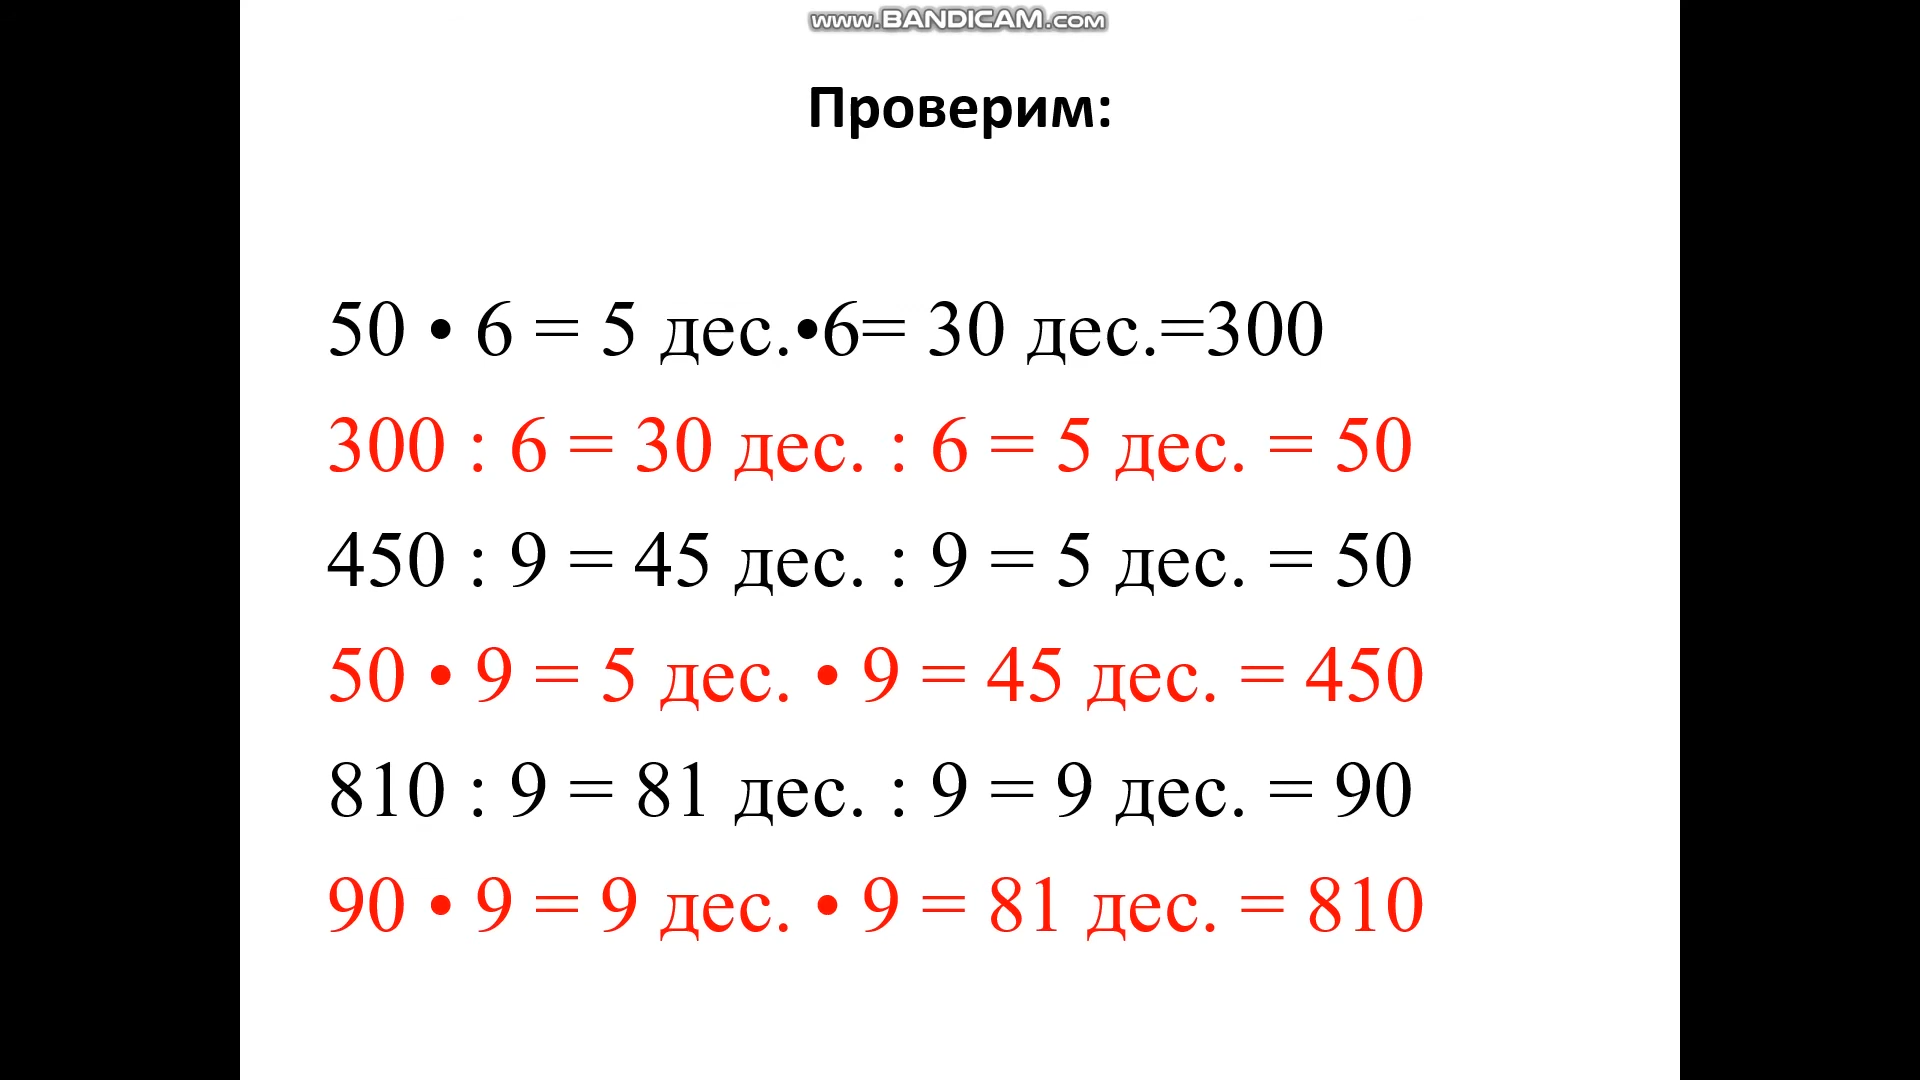 www.BANDICAM.com
Проверим:
50 • 6 = 5 дес.•6= 30 дес.=300
300 : 6 = 30 дес. : 6 = 5 дес. = 50
450 : 9 = 45 дес. : 9 = 5 дес. = 50
50 • 9 = 5 дес. • 9 = 45 дес. = 450
810 : 9 = 81 дес. : 9 = 9 дес. = 90
90 • 9 = 9 дес. • 9 = 81 дес. = 810